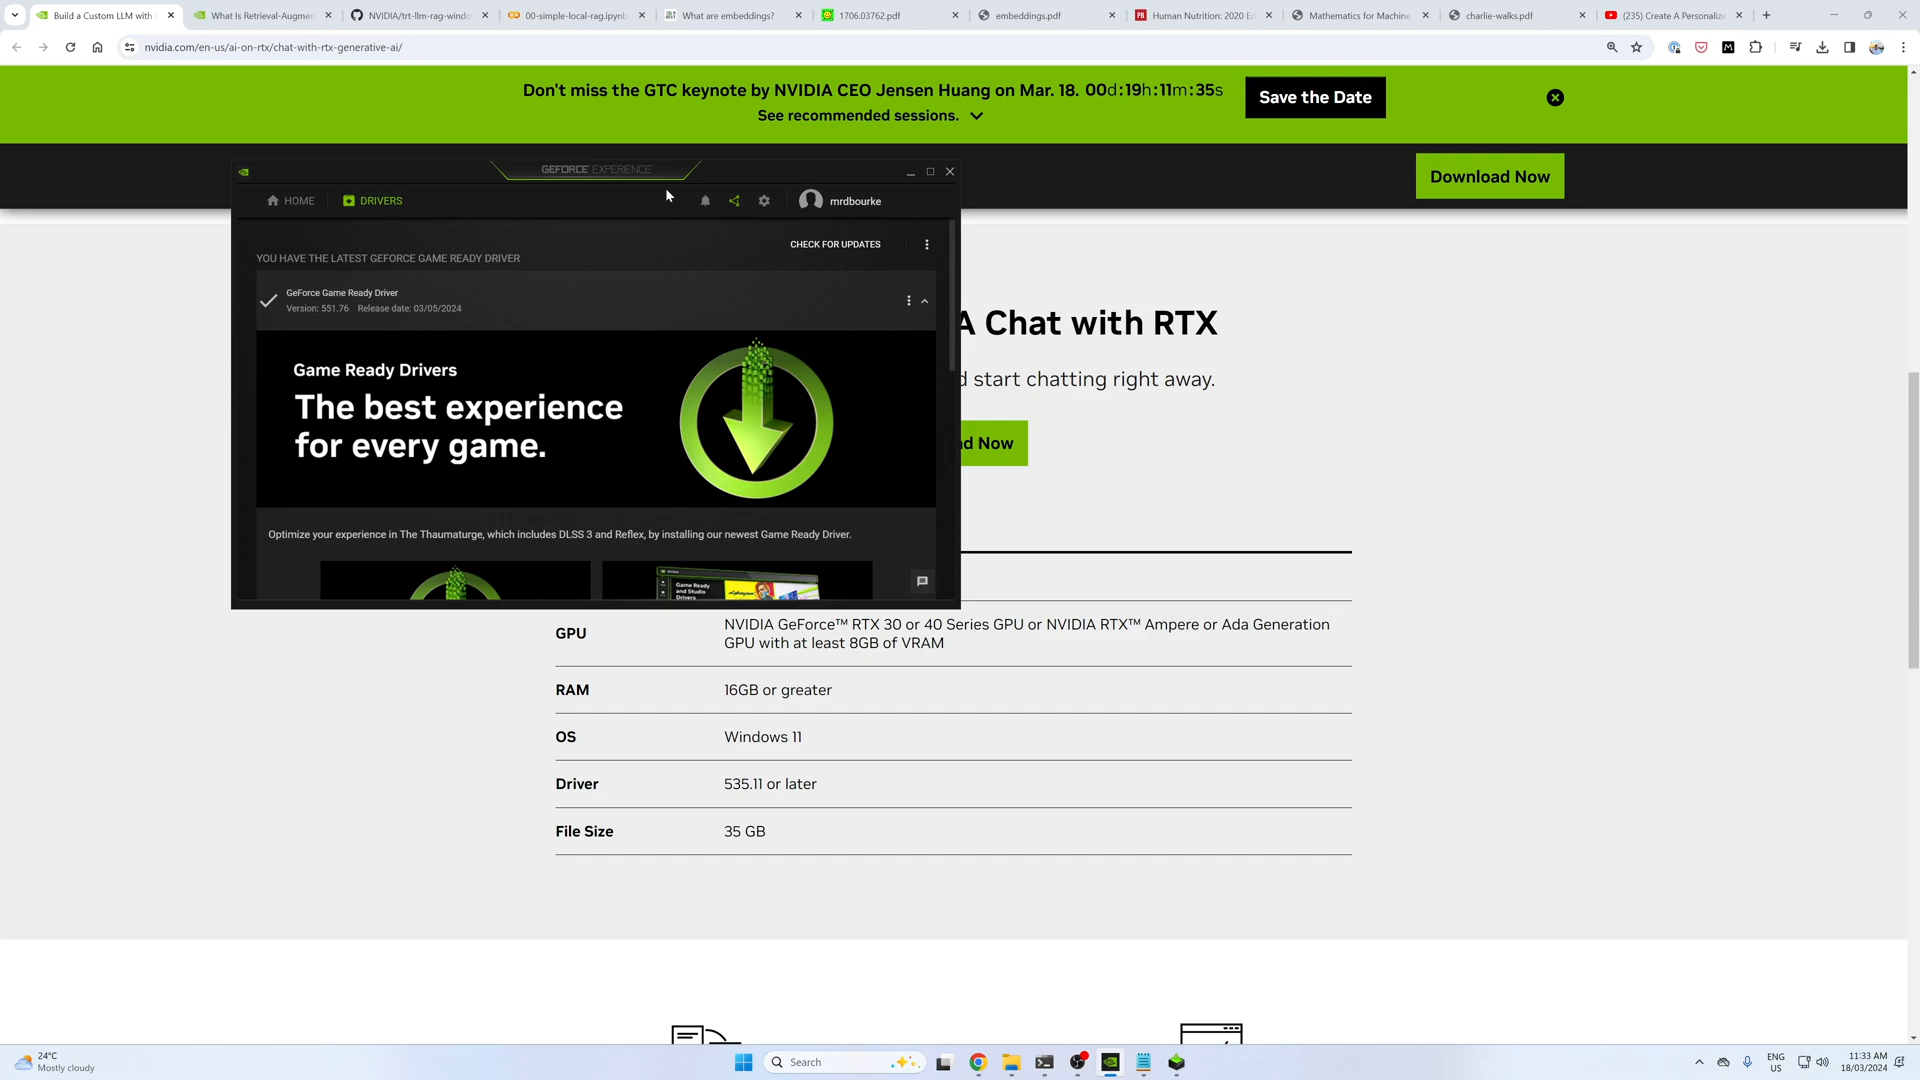 Build a Custom LLM with C
What Is Retrieval-Augmen
NVIDIA/trt-llm-rag-windo
00-simple-local-rag.ipynb
What are embeddings?
1706.03762.pdf
embeddings.pdf
Human Nutrition: 2020 Ed
Mathematics for Machine
charlie-walks.pdf
(235) Create A Personalize
nvidia.com/en-us/ai-on-rtx/chat-with-rtx-generative-ai/
Don't miss the GTC keynote by NVIDIA CEO Jensen Huang on Mar. 18. 00d:19h:11m:35s
See recommended sessions.
Save the Date
Download Now
GEFORCE EXPERIENCE
HOME
DRIVERS
mrdbourke
CHECK FOR UPDATES
YOU HAVE THE LATEST GEFORCE GAME READY DRIVER
GeForce Game Ready Driver
Version: 551.76 Release date: 03/05/2024
Game Ready Drivers
The best experience
for every game.
Optimize your experience in The Thaumaturge, which includes DLSS 3 and Reflex, by installing our newest Game Ready Driver.
Game Ready
and Studio
Drivers
A Chat with RTX
d start chatting right away.
ad Now
GPU
NVIDIA GeForce™ RTX 30 or 40 Series GPU or NVIDIA RTX™ Ampere or Ada Generation
GPU with at least 8GB of VRAM
RAM
16GB or greater
OS
Windows 11
Driver
535.11 or later
File Size
35 GB
24°C
Mostly cloudy
Search
ENG
US
11:33 AM
18/03/2024